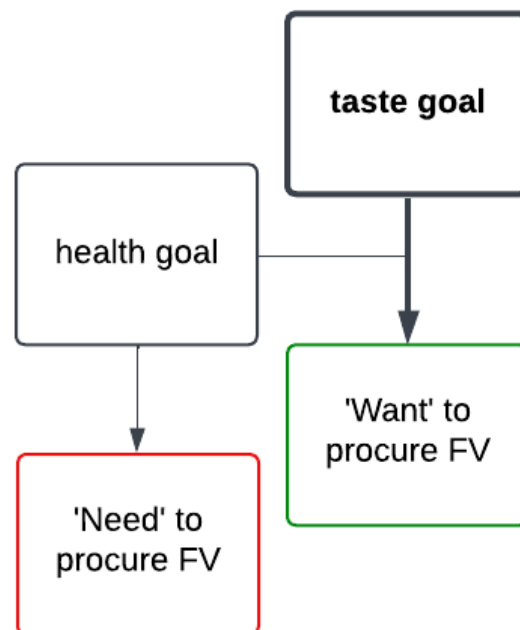 taste goal
health goal
'Want' to
procure FV
'Need' to
procure FV